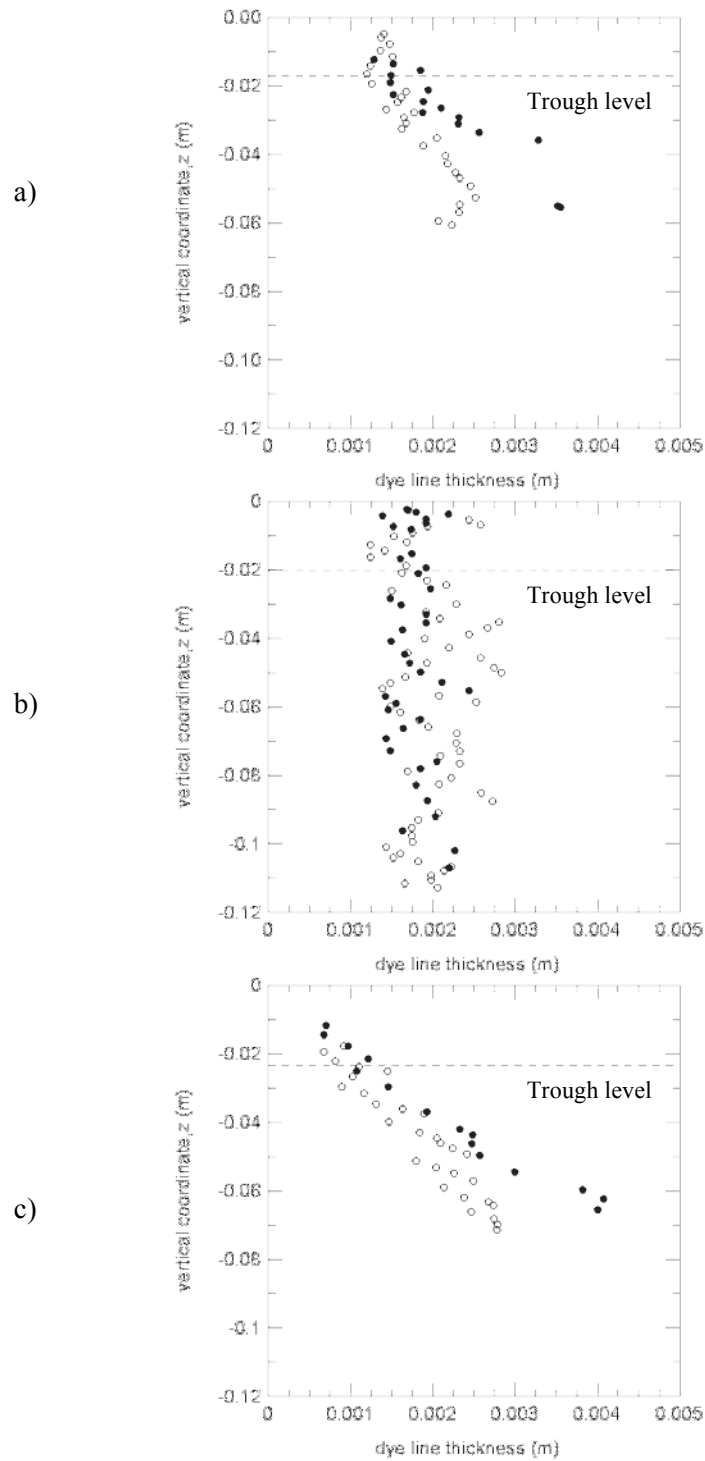 a)
0.00
-0.02
-0.04
-0.06
-0.08
-0.10
-0.12
vertical coordinate, z (m)
Trough level
0 0.001 0.002 0.003 0.004 0.005
dye line thickness (m)
b)
0
-0.02
-0.04
-0.06
-0.08
-0.1
-0.12
vertical coordinate, z (m)
Trough level
0 0.001 0.002 0.003 0.004 0.005
dye line thickness (m)
c)
0
-0.02
-0.04
-0.06
-0.08
-0.1
-0.12
vertical coordinate, z (m)
Trough level
0 0.001 0.002 0.003 0.004 0.005
dye line thickness (m)